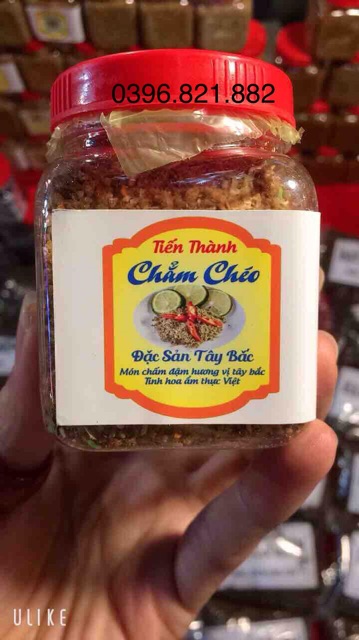 0396.821.882
Tiến Thành
Chẳm Chéo
Đặc Sản Tây Bắc
Món chấm đậm hương vị tây bắc
Tinh hoa ẩm thực Việt
ULIKE